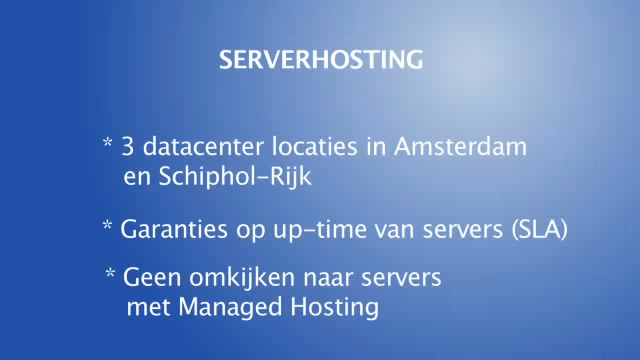 SERVERHOSTING
* 3 datacenter locaties in Amsterdam
en Schiphol-Rijk
* Garanties op up-time van servers (SLA)
* Geen omkijken naar servers
met Managed Hosting